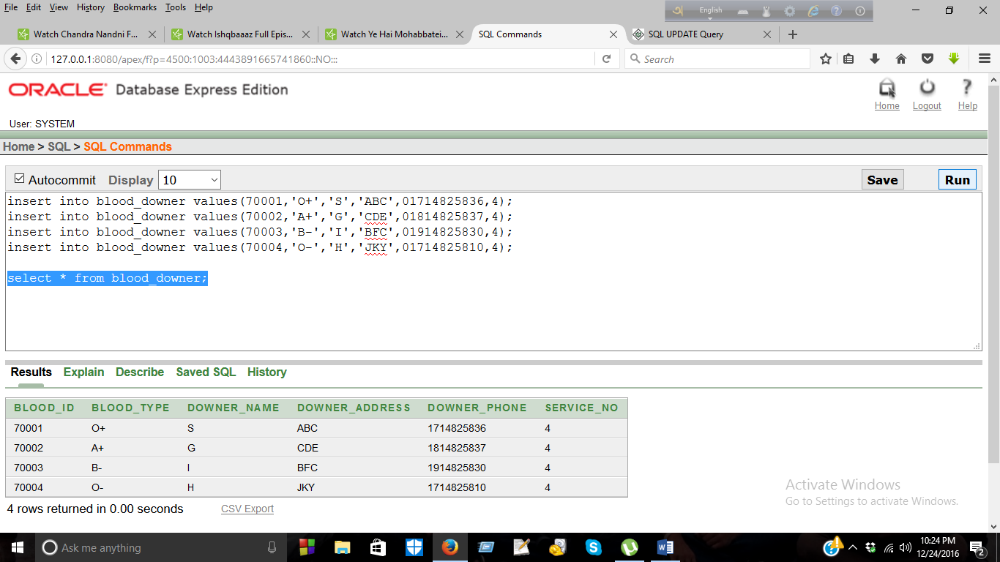 File Edit View History Bookmarks Tools Help
English
Watch Chandra Nandni F... Watch Ishqbaaaz Full Epis... Watch Ye Hai Mohabbatei... SQL Commands SQL UPDATE Query
127.0.0.1:8080/apex/f?p=4500:1003:4443891665741860::NO::: Search
ORACLE Database Express Edition
Home Logout Help
User: SYSTEM
Home > SQL > SQL Commands
Autocommit Display 10 Save Run
insert into blood_downer values(70001,'O+','S','ABC',01714825836,4);
insert into blood_downer values(70002,'A+','G','CDE',01814825837,4);
insert into blood_downer values(70003,'B-','I','BFC',01914825830,4);
insert into blood_downer values(70004,'O-','H','JKY',01714825810,4);
select * from blood_downer;
Results Explain Describe Saved SQL History
BLOOD_ID BLOOD_TYPE DOWNER_NAME DOWNER_ADDRESS DOWNER_PHONE SERVICE_NO
70001 O+ S ABC 1714825836 4
70002 A+ G CDE 1814825837 4
70003 B- I BFC 1914825830 4
70004 O- H JKY 1714825810 4
4 rows returned in 0.00 seconds CSV Export
Activate Windows
Go to Settings to activate Windows.
Ask me anything
10:24 PM
12/24/2016
2